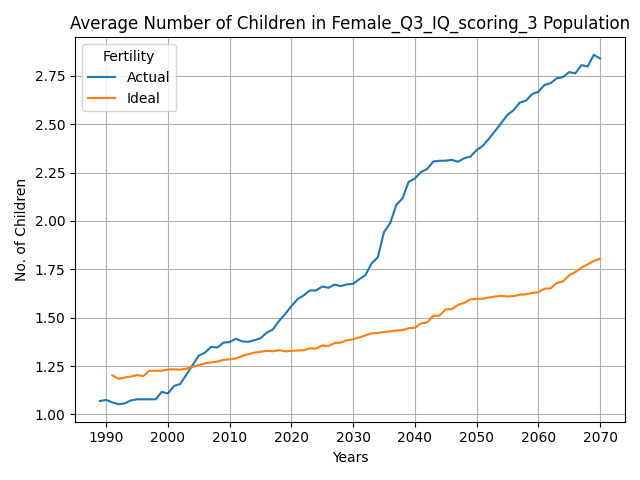 Average Number of Children in Female_Q3_IQ_scoring_3 Population
Fertility
Actual
Ideal
No. of Children
2.75
2.50
2.25
2.00
1.75
1.50
1.25
1.00
1990 2000 2010 2020 2030 2040 2050 2060 2070
Years